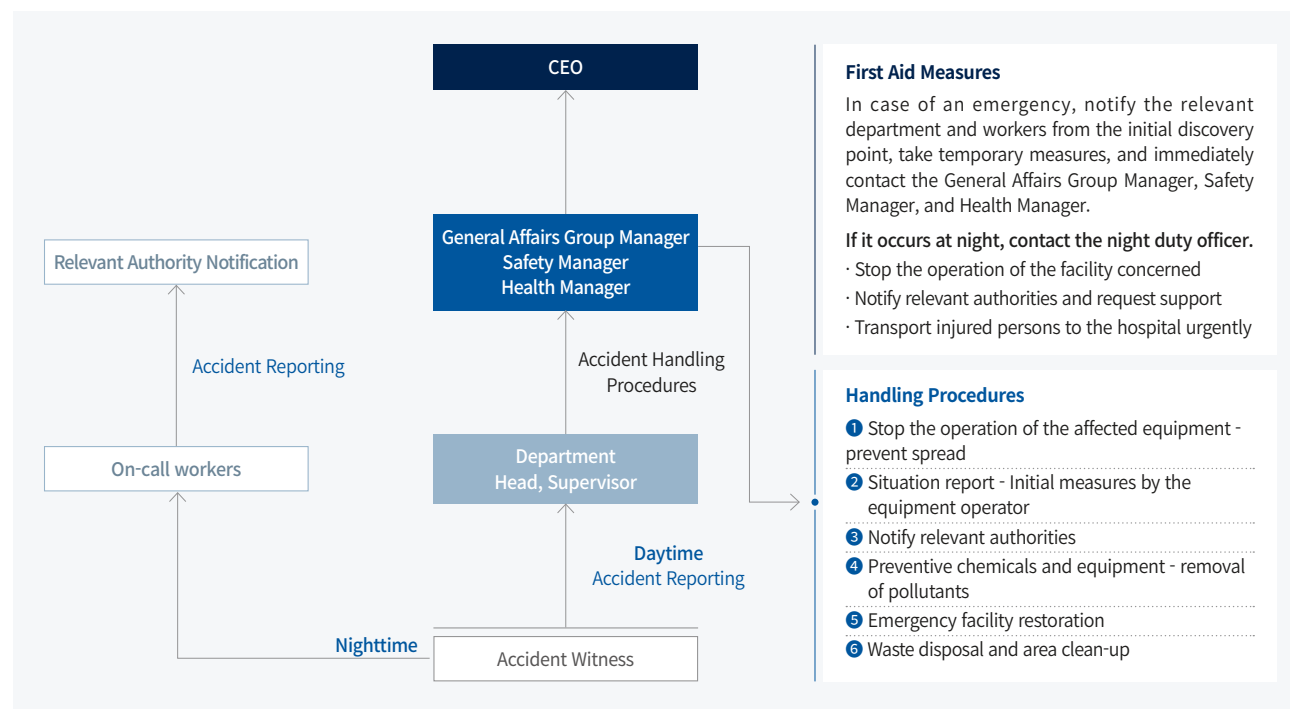 CEO
General Affairs Group Manager
Safety Manager
Health Manager
Relevant Authority Notification
Accident Reporting
Accident Handling
Procedures
On-call workers
Department
Head, Supervisor
Daytime
Accident Reporting
Nighttime
Accident Witness
First Aid Measures
In case of an emergency, notify the relevant
department and workers from the initial discovery
point, take temporary measures, and immediately
contact the General Affairs Group Manager, Safety
Manager, and Health Manager.
If it occurs at night, contact the night duty officer.
· Stop the operation of the facility concerned
· Notify relevant authorities and request support
· Transport injured persons to the hospital urgently
Handling Procedures
❶ Stop the operation of the affected equipment -
prevent spread
❷ Situation report - Initial measures by the
equipment operator
❸ Notify relevant authorities
❹ Preventive chemicals and equipment - removal
of pollutants
❺ Emergency facility restoration
❻ Waste disposal and area clean-up